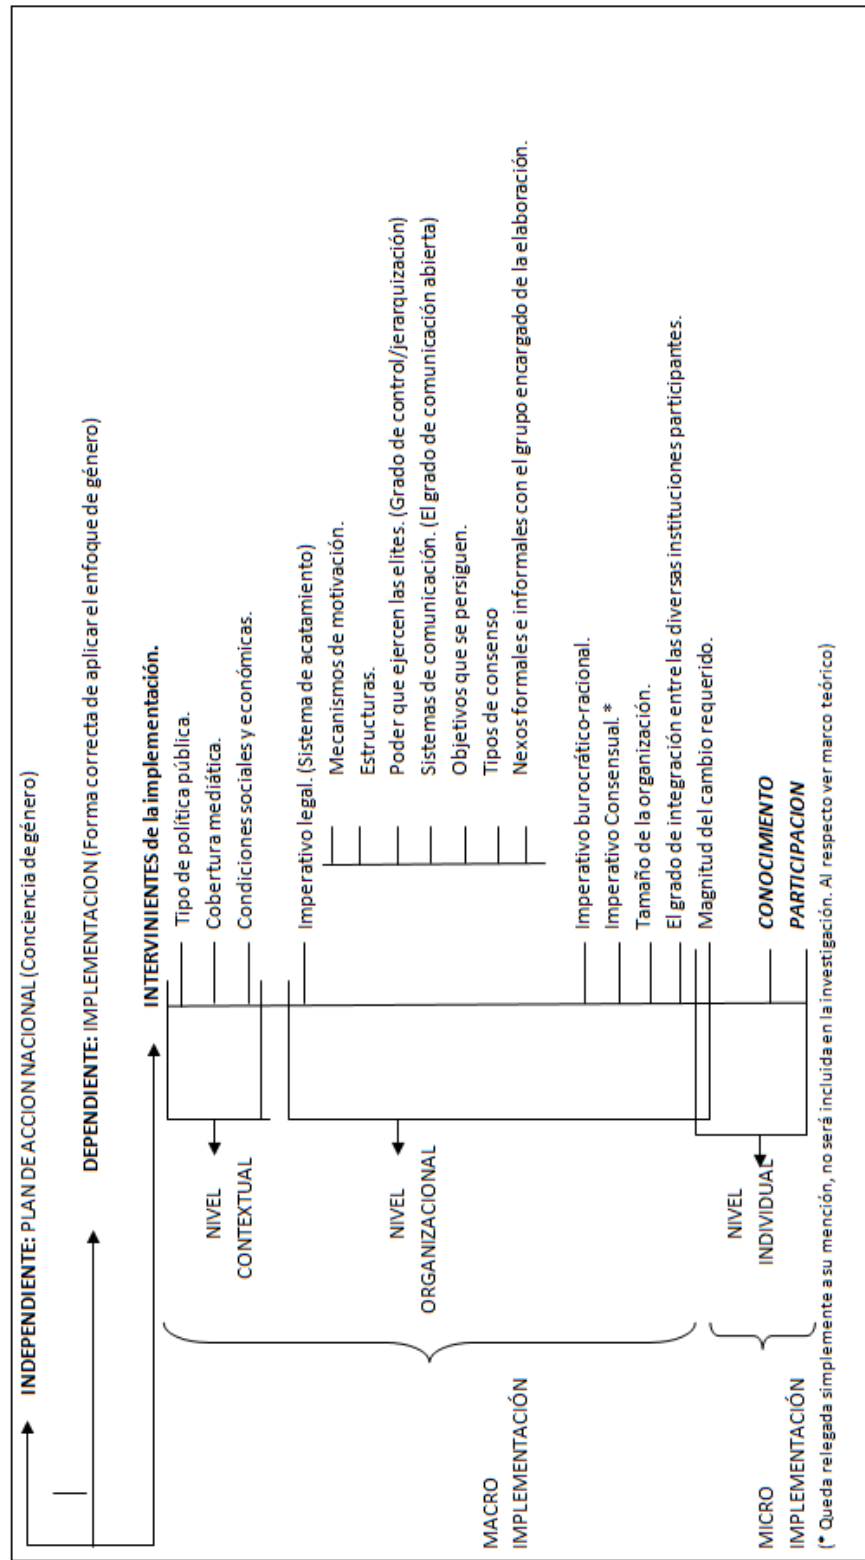 INDEPENDIENTE: PLAN DE ACCION NACIONAL (Conciencia de género)
DEPENDIENTE: IMPLEMENTACION (Forma correcta de aplicar el enfoque de género)
INTERVINIENTES de la implementación.
Tipo de política pública.
Cobertura mediática.
Condiciones sociales y económicas.
NIVEL
CONTEXTUAL
Imperativo legal. (Sistema de acatamiento)
Mecanismos de motivación.
Estructuras.
Poder que ejercen las elites. (Grado de control/jerarquización)
Sistemas de comunicación. (El grado de comunicación abierta)
Objetivos que se persiguen.
Tipos de consenso
Nexos formales e informales con el grupo encargado de la elaboración.
Imperativo burocrático-racional.
Imperativo Consensual. *
Tamaño de la organización.
El grado de integración entre las diversas instituciones participantes.
Magnitud del cambio requerido.
NIVEL
ORGANIZACIONAL
MACRO
IMPLEMENTACIÓN
CONOCIMIENTO
PARTICIPACION
NIVEL
INDIVIDUAL
MICRO
IMPLEMENTACIÓN
(* Queda relegada simplemente a su mención, no será incluida en la investigación. Al respecto ver marco teórico)